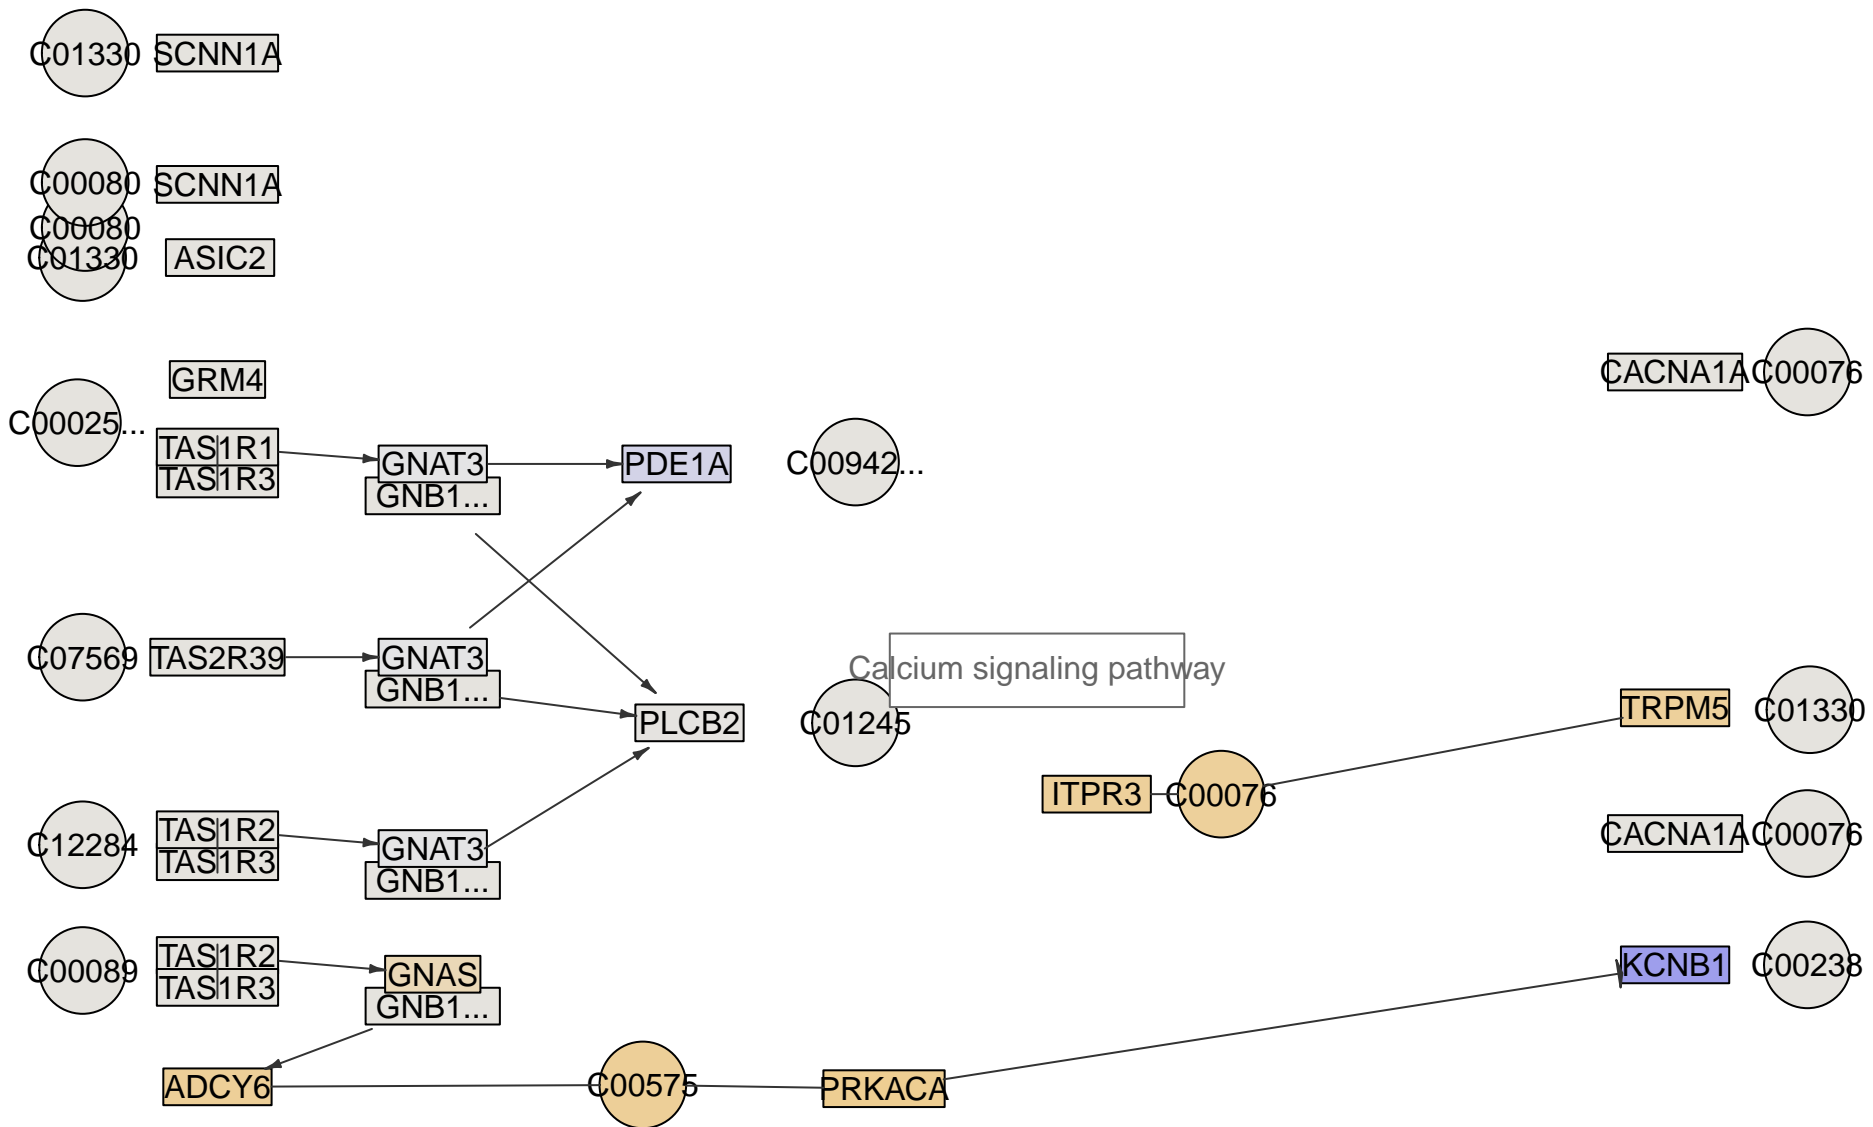 C01330 SCNN1A
C00080 SCNN1A
C00080
C01330 ASIC2
GRM4
CACNA1A C00076
C00025...
TAS1R1
GNAT3 PDE1A C00942...
TAS1R3
GNB1...
C07569 TAS2R39 GNAT3
Calcium signaling pathway
GNB1...
TRPM5 C01330
PLCB2 C01245
ITPR3 C00076
TAS1R2
CACNA1A C00076
C12284
GNAT3
TAS1R3
GNB1...
TAS1R2
KCNB1 C00238
C00089
GNAS
TAS1R3
GNB1...
ADCY6 C00575 PRKACA